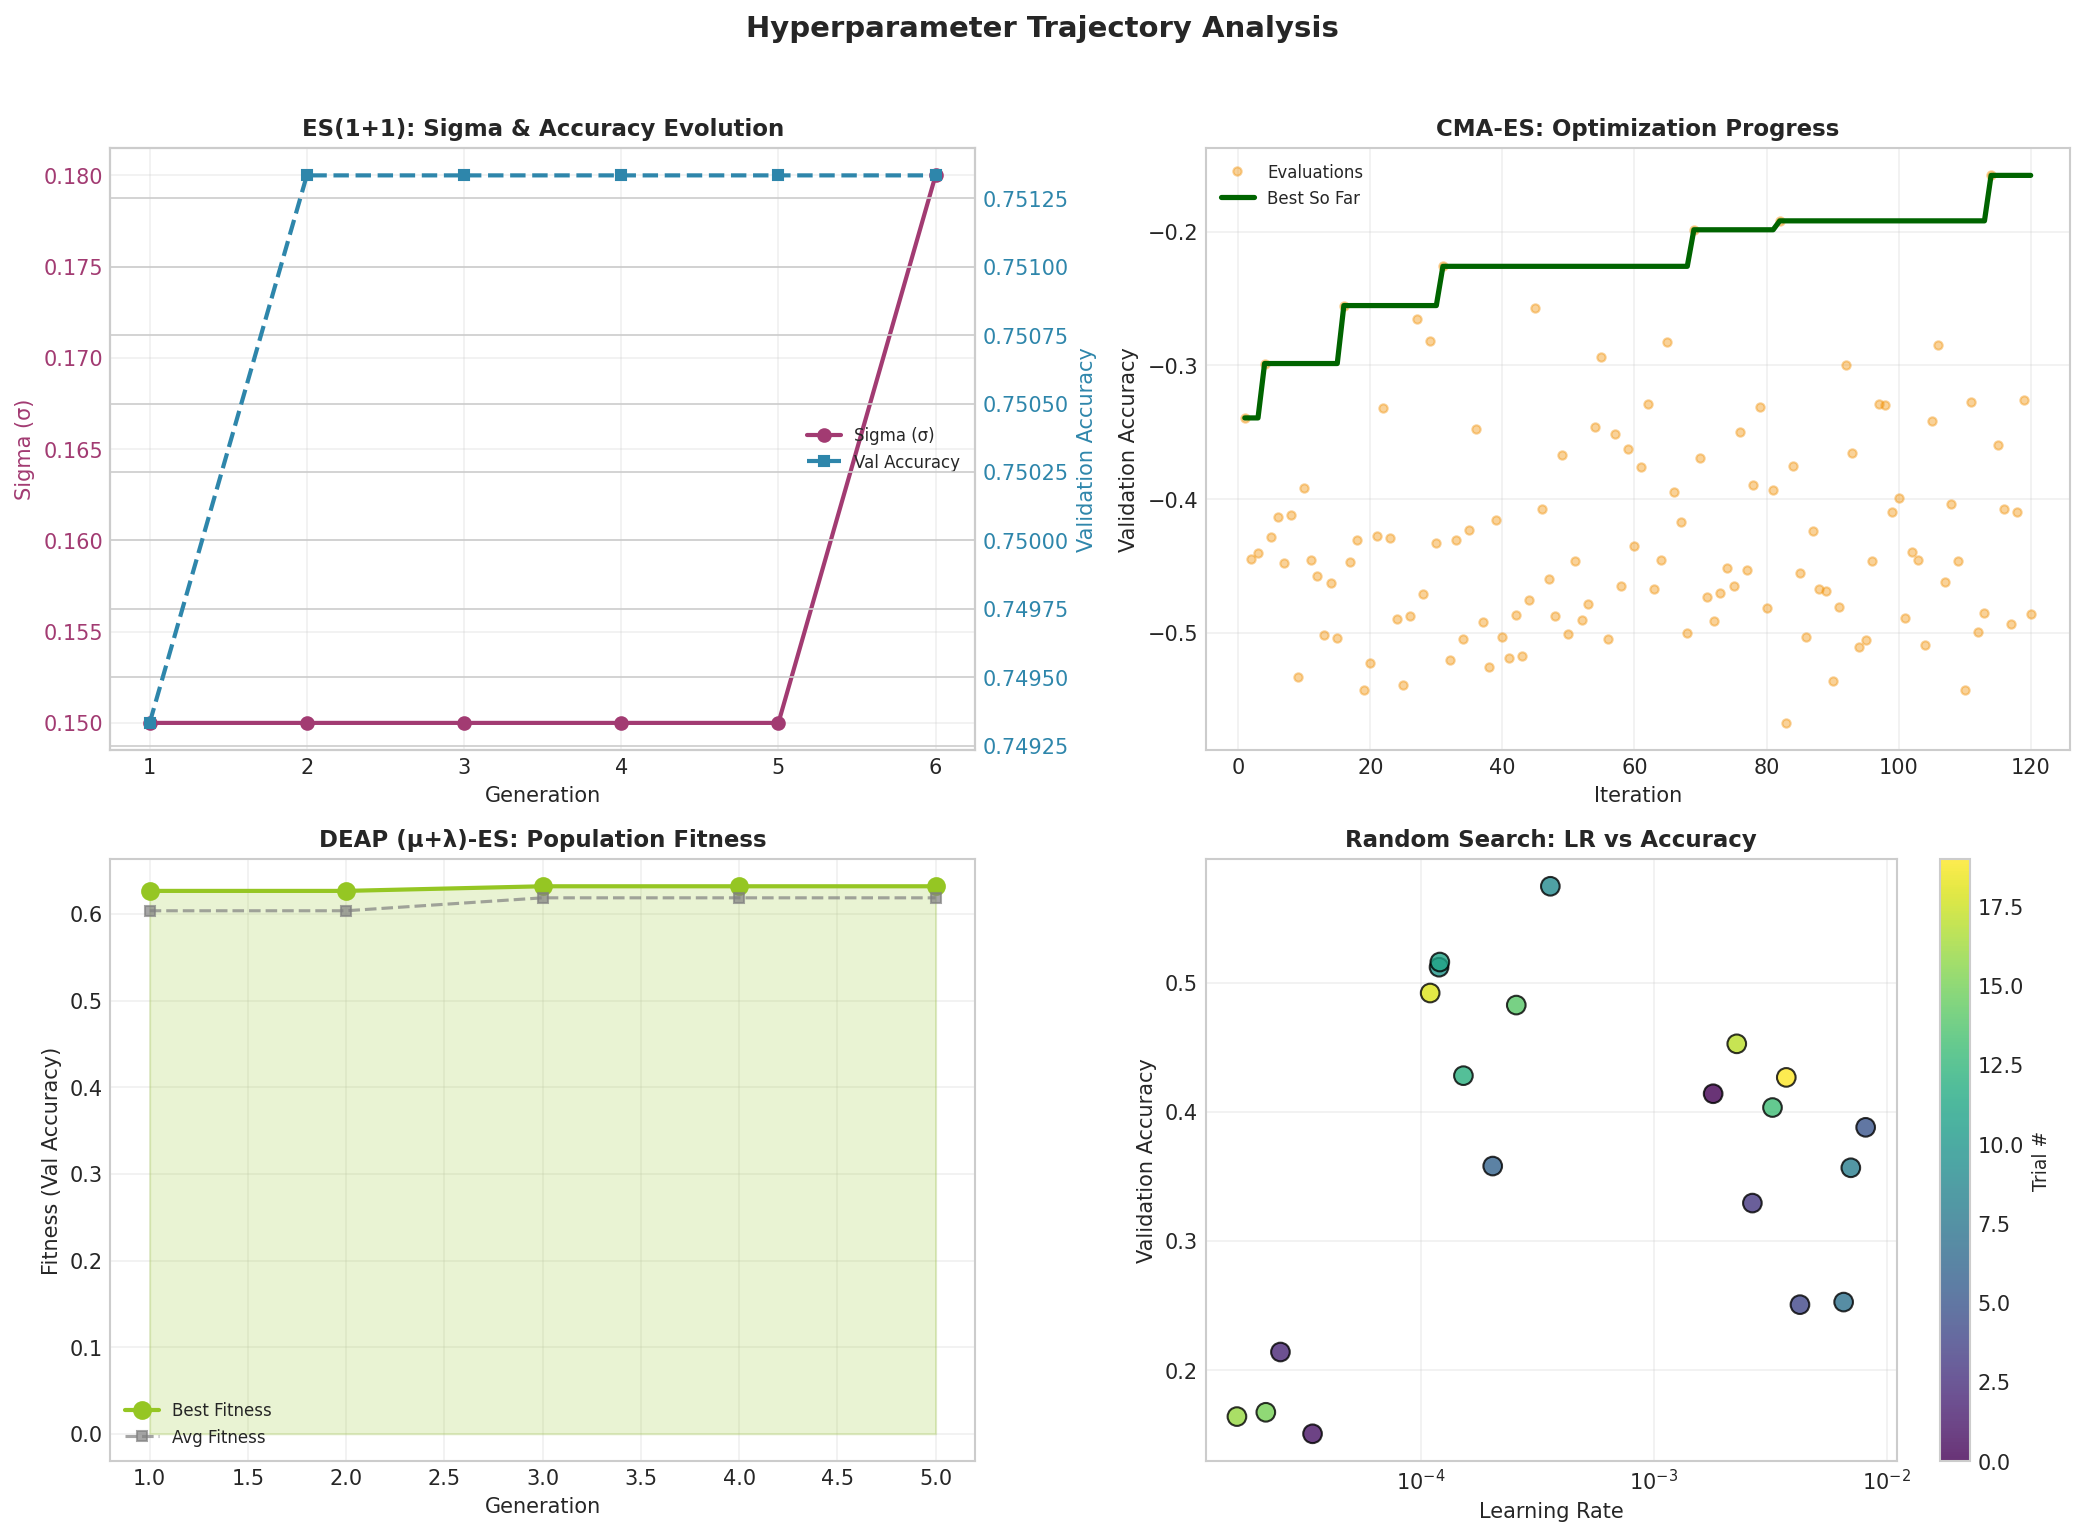 Hyperparameter Trajectory Analysis
ES(1+1): Sigma & Accuracy Evolution
Sigma (σ)
0.180
0.175
0.170
0.165
0.160
0.155
0.150
0.75125
0.75100
0.75075
0.75050
0.75025
0.75000
0.74975
0.74950
0.74925
Validation Accuracy
Sigma (σ)
Val Accuracy
1 2 3 4 5 6
Generation
CMA-ES: Optimization Progress
Validation Accuracy
Evaluations
Best So Far
−0.2
−0.3
−0.4
−0.5
0 20 40 60 80 100 120
Iteration
DEAP (μ+λ)-ES: Population Fitness
Fitness (Val Accuracy)
0.6
0.5
0.4
0.3
0.2
0.1
0.0
Best Fitness
Avg Fitness
1.0 1.5 2.0 2.5 3.0 3.5 4.0 4.5 5.0
Generation
Random Search: LR vs Accuracy
Validation Accuracy
0.5
0.4
0.3
0.2
10⁻⁴ 10⁻³ 10⁻²
Learning Rate
17.5
15.0
12.5
10.0
7.5
5.0
2.5
0.0
Trial #